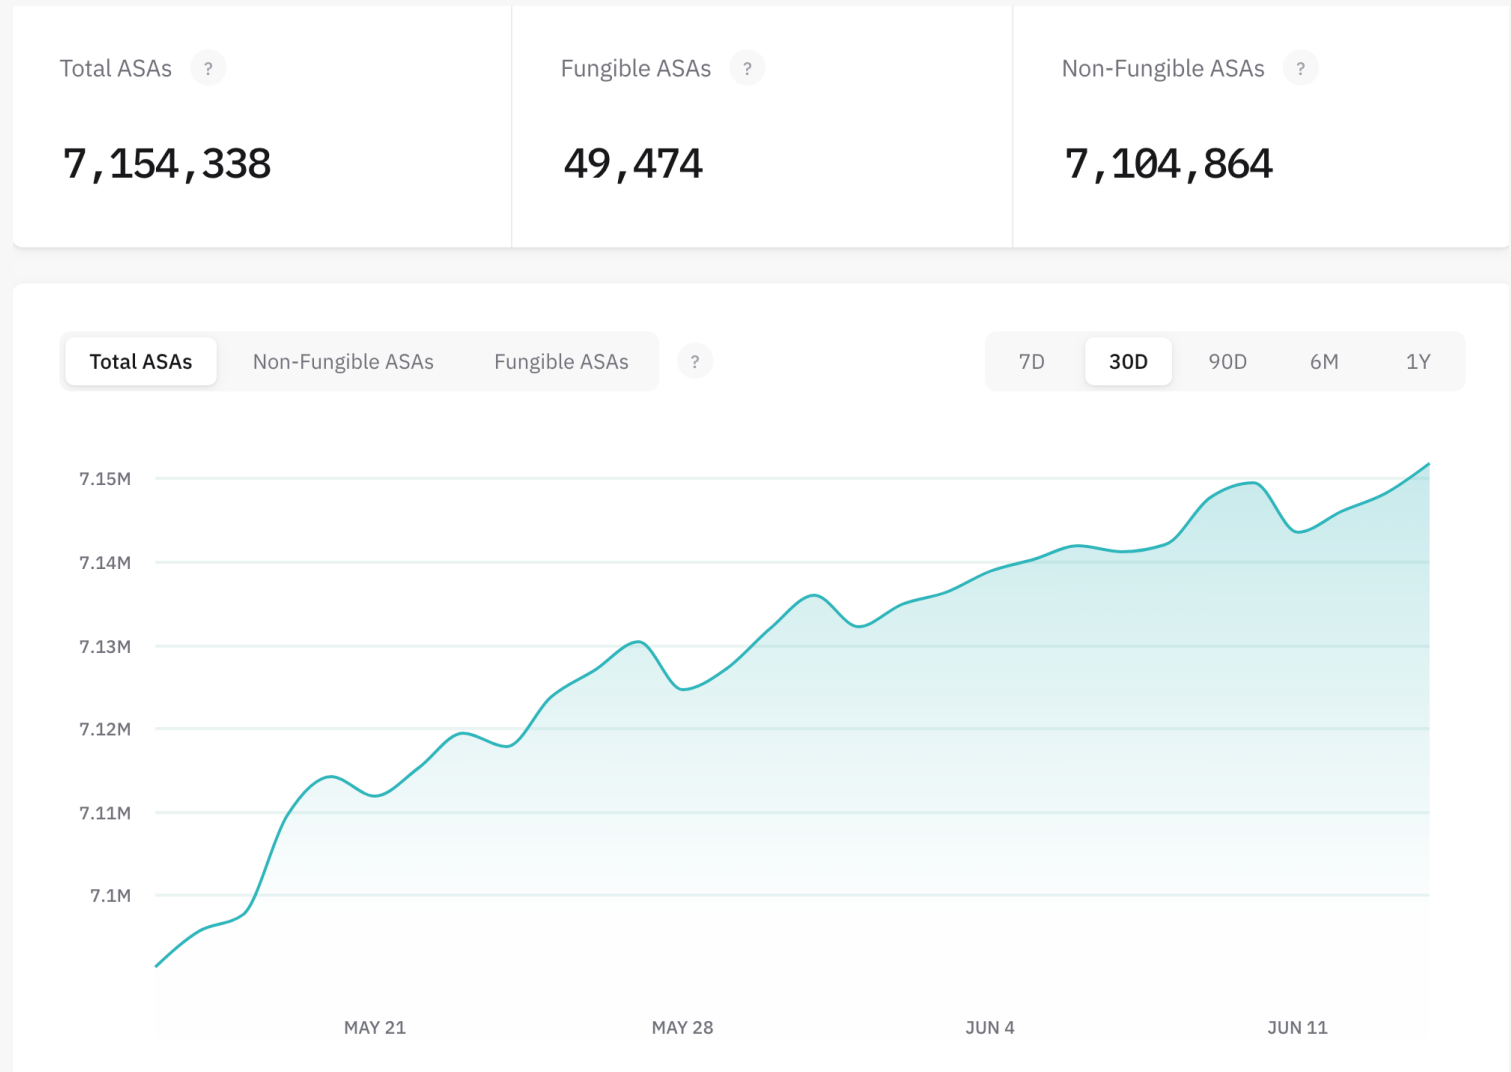 Total ASAs ?
Fungible ASAs ?
Non-Fungible ASAs ?
7,154,338
49,474
7,104,864
Total ASAs
Non-Fungible ASAs
Fungible ASAs
?
7D
30D
90D
6M
1Y
7.15M
7.14M
7.13M
7.12M
7.11M
7.1M
MAY 21
MAY 28
JUN 4
JUN 11